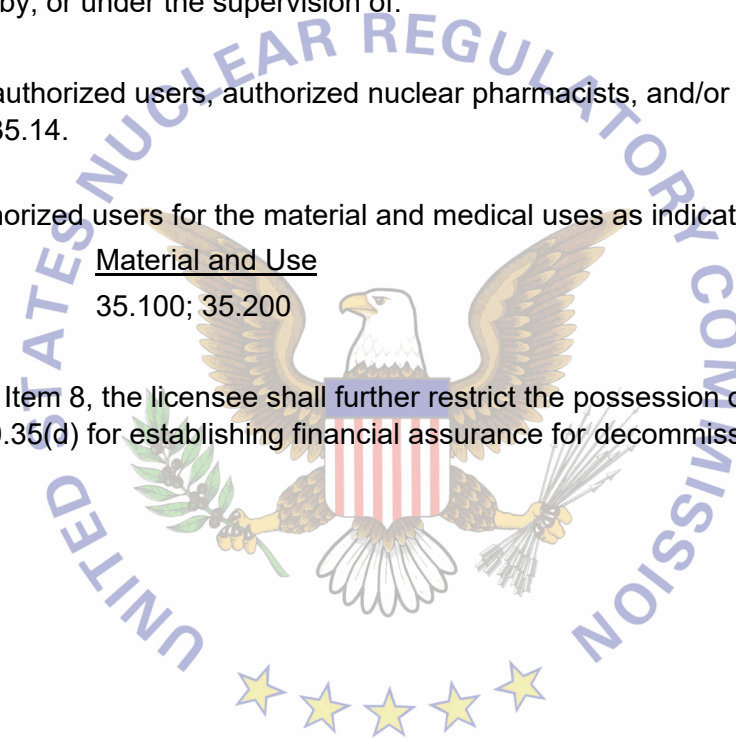 by, or under the supervision of:
authorized users, authorized nuclear pharmacists, and/or
35.14.
horized users for the material and medical uses as indicat
Material and Use
35.100; 35.200
Item 8, the licensee shall further restrict the possession o
0.35(d) for establishing financial assurance for decommiss
UNITED STATES NUCLEAR REGULATORY COMMISSION